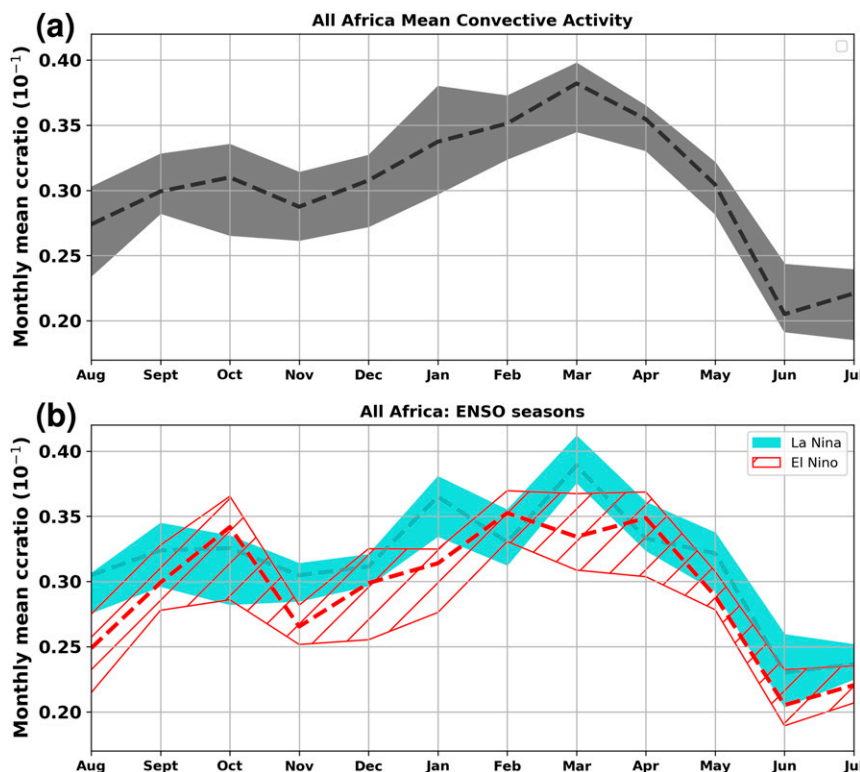 (a)
All Africa Mean Convective Activity
Monthly mean ccratio (10⁻¹)
0.40
0.35
0.30
0.25
0.20
Aug Sept Oct Nov Dec Jan Feb Mar Apr May Jun Jul
(b)
All Africa: ENSO seasons
Monthly mean ccratio (10⁻¹)
0.40
0.35
0.30
0.25
0.20
La Nina
El Nino
Aug Sept Oct Nov Dec Jan Feb Mar Apr May Jun Jul